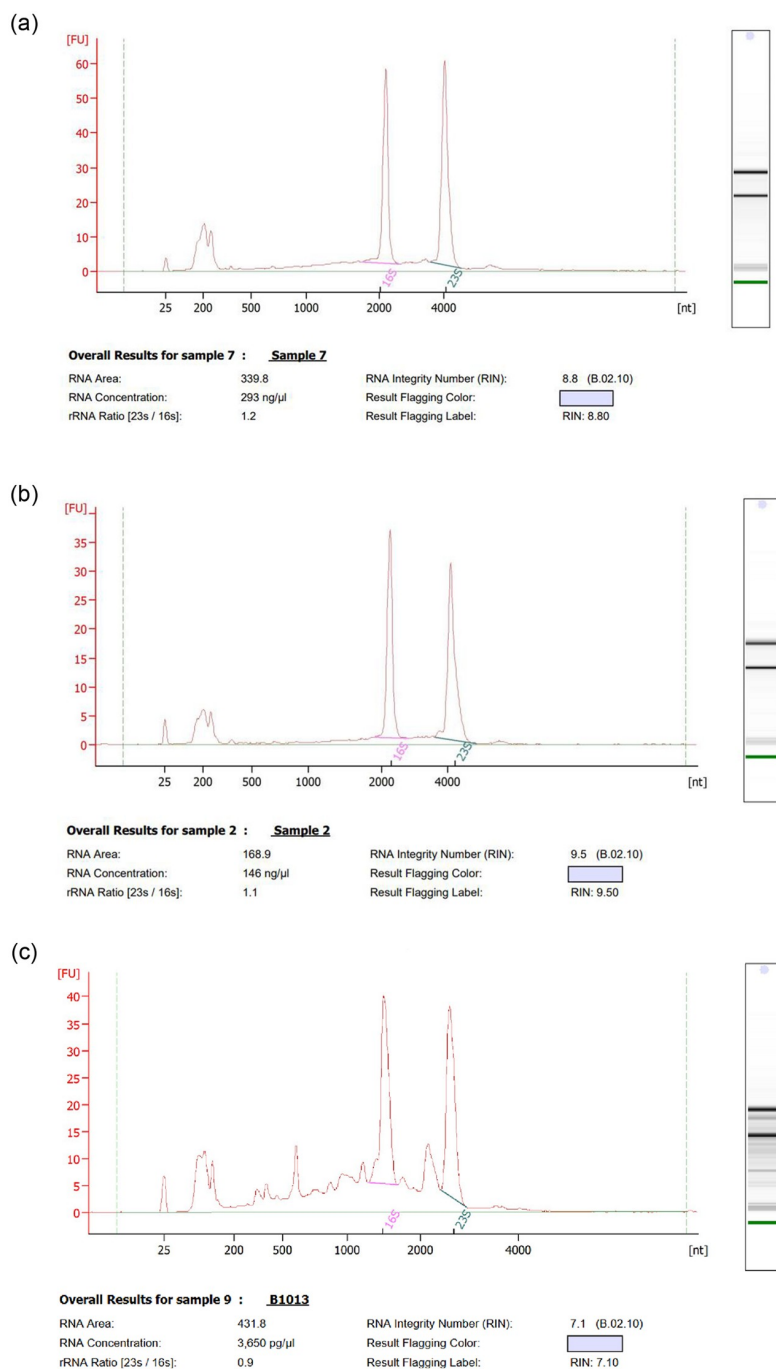 (a)
[FU]
60
50
40
30
20
10
0
16S
23S
25 200 500 1000 2000 4000 [nt]
Overall Results for sample 7 : Sample 7
RNA Area: 339.8 RNA Integrity Number (RIN): 8.8 (B.02.10)
RNA Concentration: 293 ng/µl Result Flagging Color:
rRNA Ratio [23s / 16s]: 1.2 Result Flagging Label: RIN: 8.80
(b)
[FU]
35
30
25
20
15
10
5
0
16S
23S
25 200 500 1000 2000 4000 [nt]
Overall Results for sample 2 : Sample 2
RNA Area: 168.9 RNA Integrity Number (RIN): 9.5 (B.02.10)
RNA Concentration: 146 ng/µl Result Flagging Color:
rRNA Ratio [23s / 16s]: 1.1 Result Flagging Label: RIN: 9.50
(c)
[FU]
40
35
30
25
20
15
10
5
0
16S
23S
25 200 500 1000 2000 4000 [nt]
Overall Results for sample 9 : B1013
RNA Area: 431.8 RNA Integrity Number (RIN): 7.1 (B.02.10)
RNA Concentration: 3,650 pg/µl Result Flagging Color:
rRNA Ratio [23s / 16s]: 0.9 Result Flagging Label: RIN: 7.10